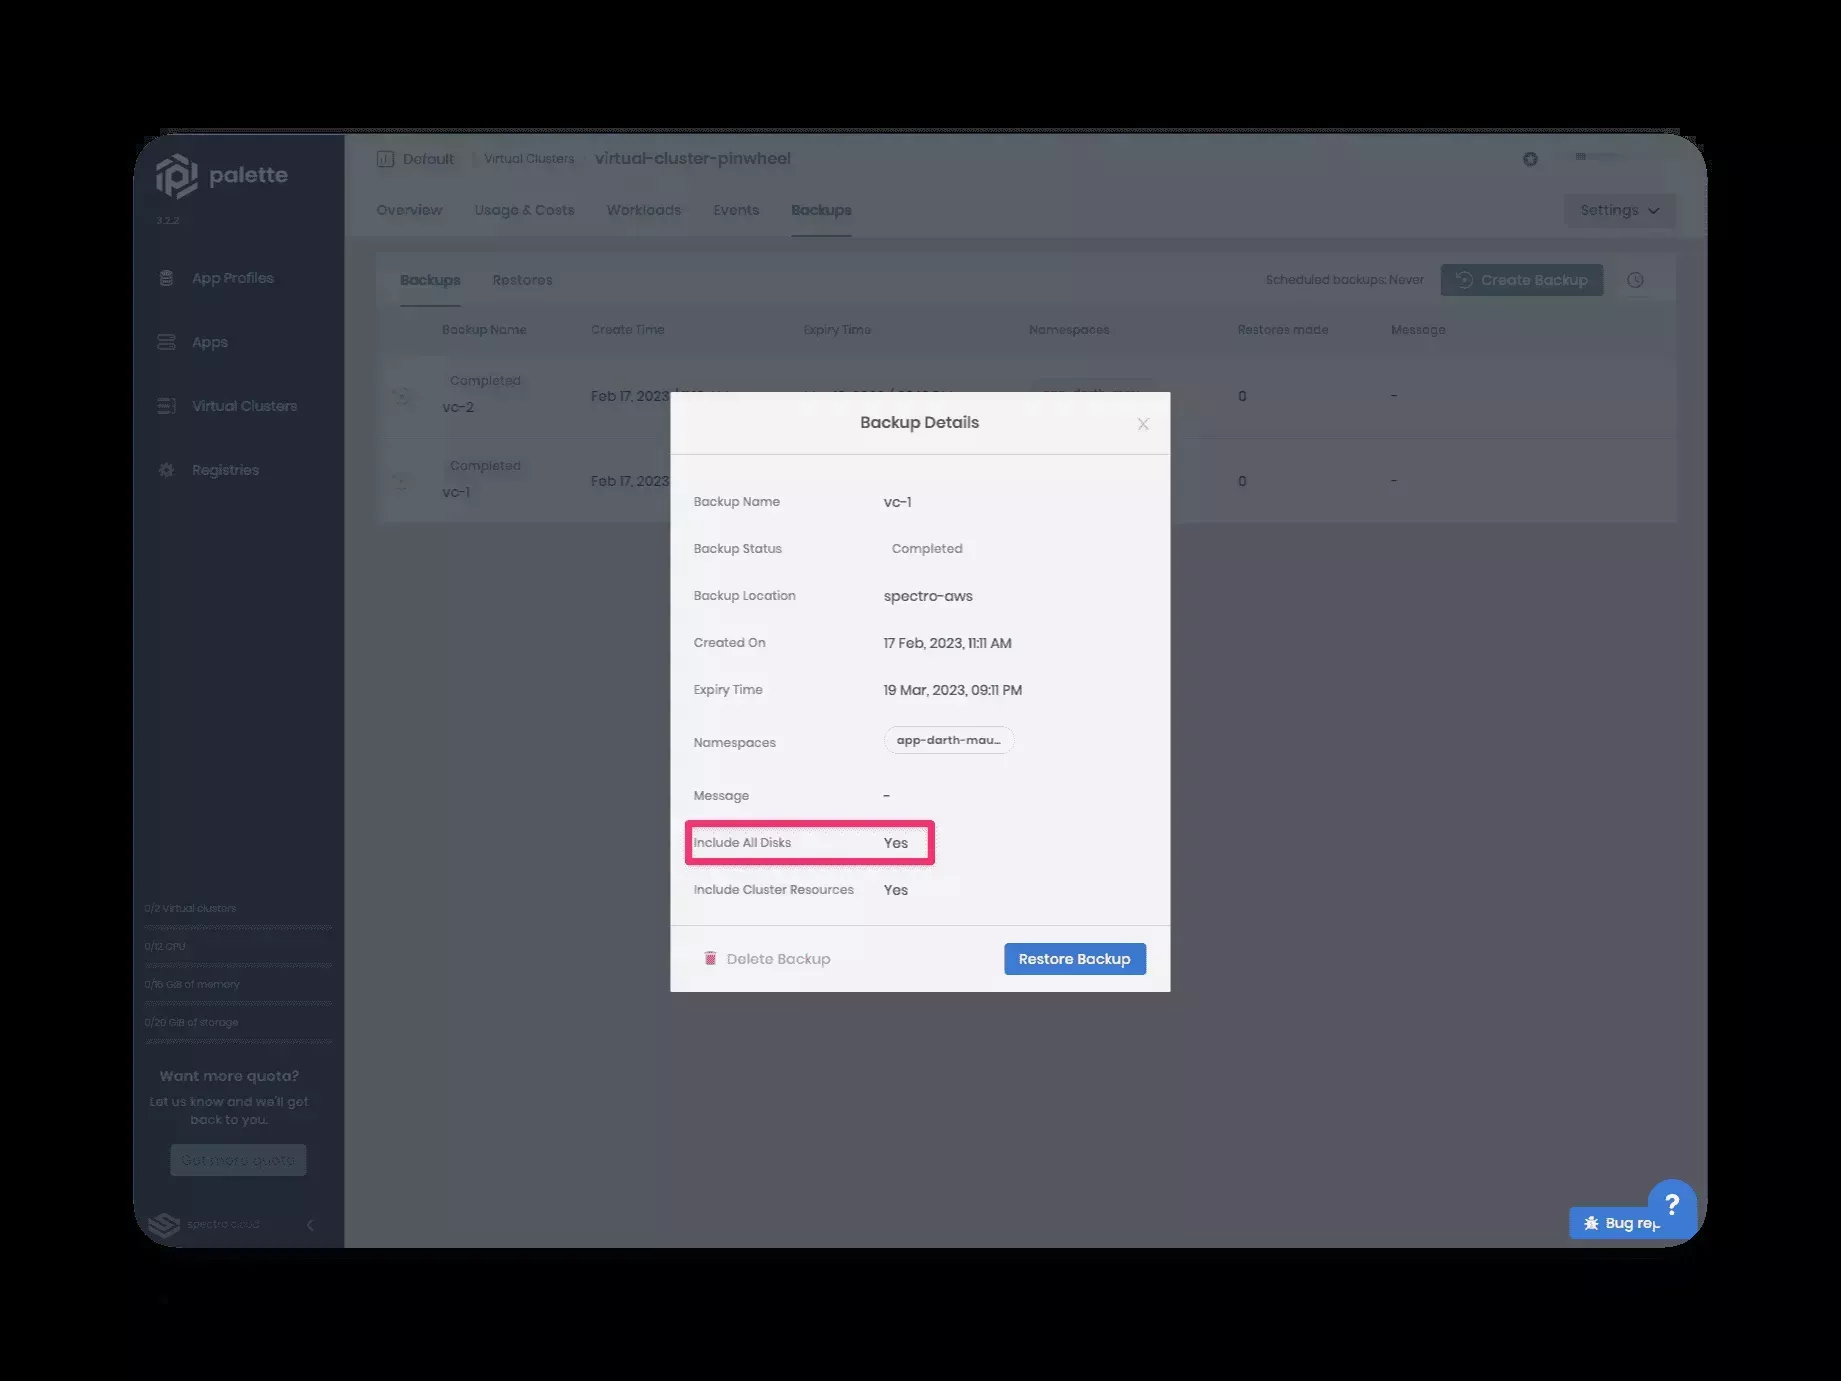 palette
3.2.2
App Profiles
Apps
Virtual Clusters
Registries
0/2 Virtual clusters
0/12 CPU
0/16 GiB of memory
0/20 GiB of storage
Want more quota?
Let us know and we'll get
back to you.
Get more quota
spectro cloud
Default Virtual Clusters virtual-cluster-pinwheel
Overview Usage & Costs Workloads Events Backups Settings
Backups Restores Scheduled backups: Never Create Backup
Backup Name Create Time Expiry Time Namespaces Restores made Message
Completed
vc-2 Feb 17, 2023 0 -
Completed
vc-1 Feb 17, 2023 0 -
Backup Details
Backup Name vc-1
Backup Status Completed
Backup Location spectro-aws
Created On 17 Feb, 2023, 11:11 AM
Expiry Time 19 Mar, 2023, 09:11 PM
Namespaces app-darth-mau...
Message -
Include All Disks Yes
Include Cluster Resources Yes
Delete Backup Restore Backup
?
Bug rep